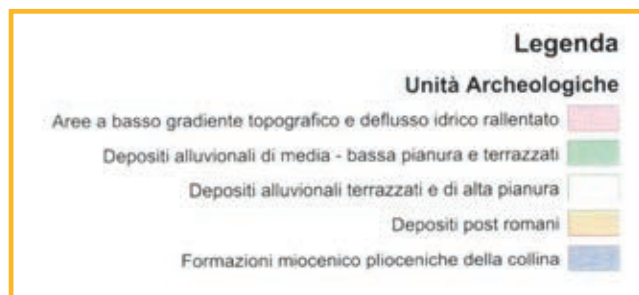 Legenda
Unità Archeologiche
Aree a basso gradiente topografico e deflusso idrico rallentato
Depositi alluvionali di media - bassa pianura e terrazzati
Depositi alluvionali terrazzati e di alta pianura
Depositi post romani
Formazioni miocenico plioceniche della collina